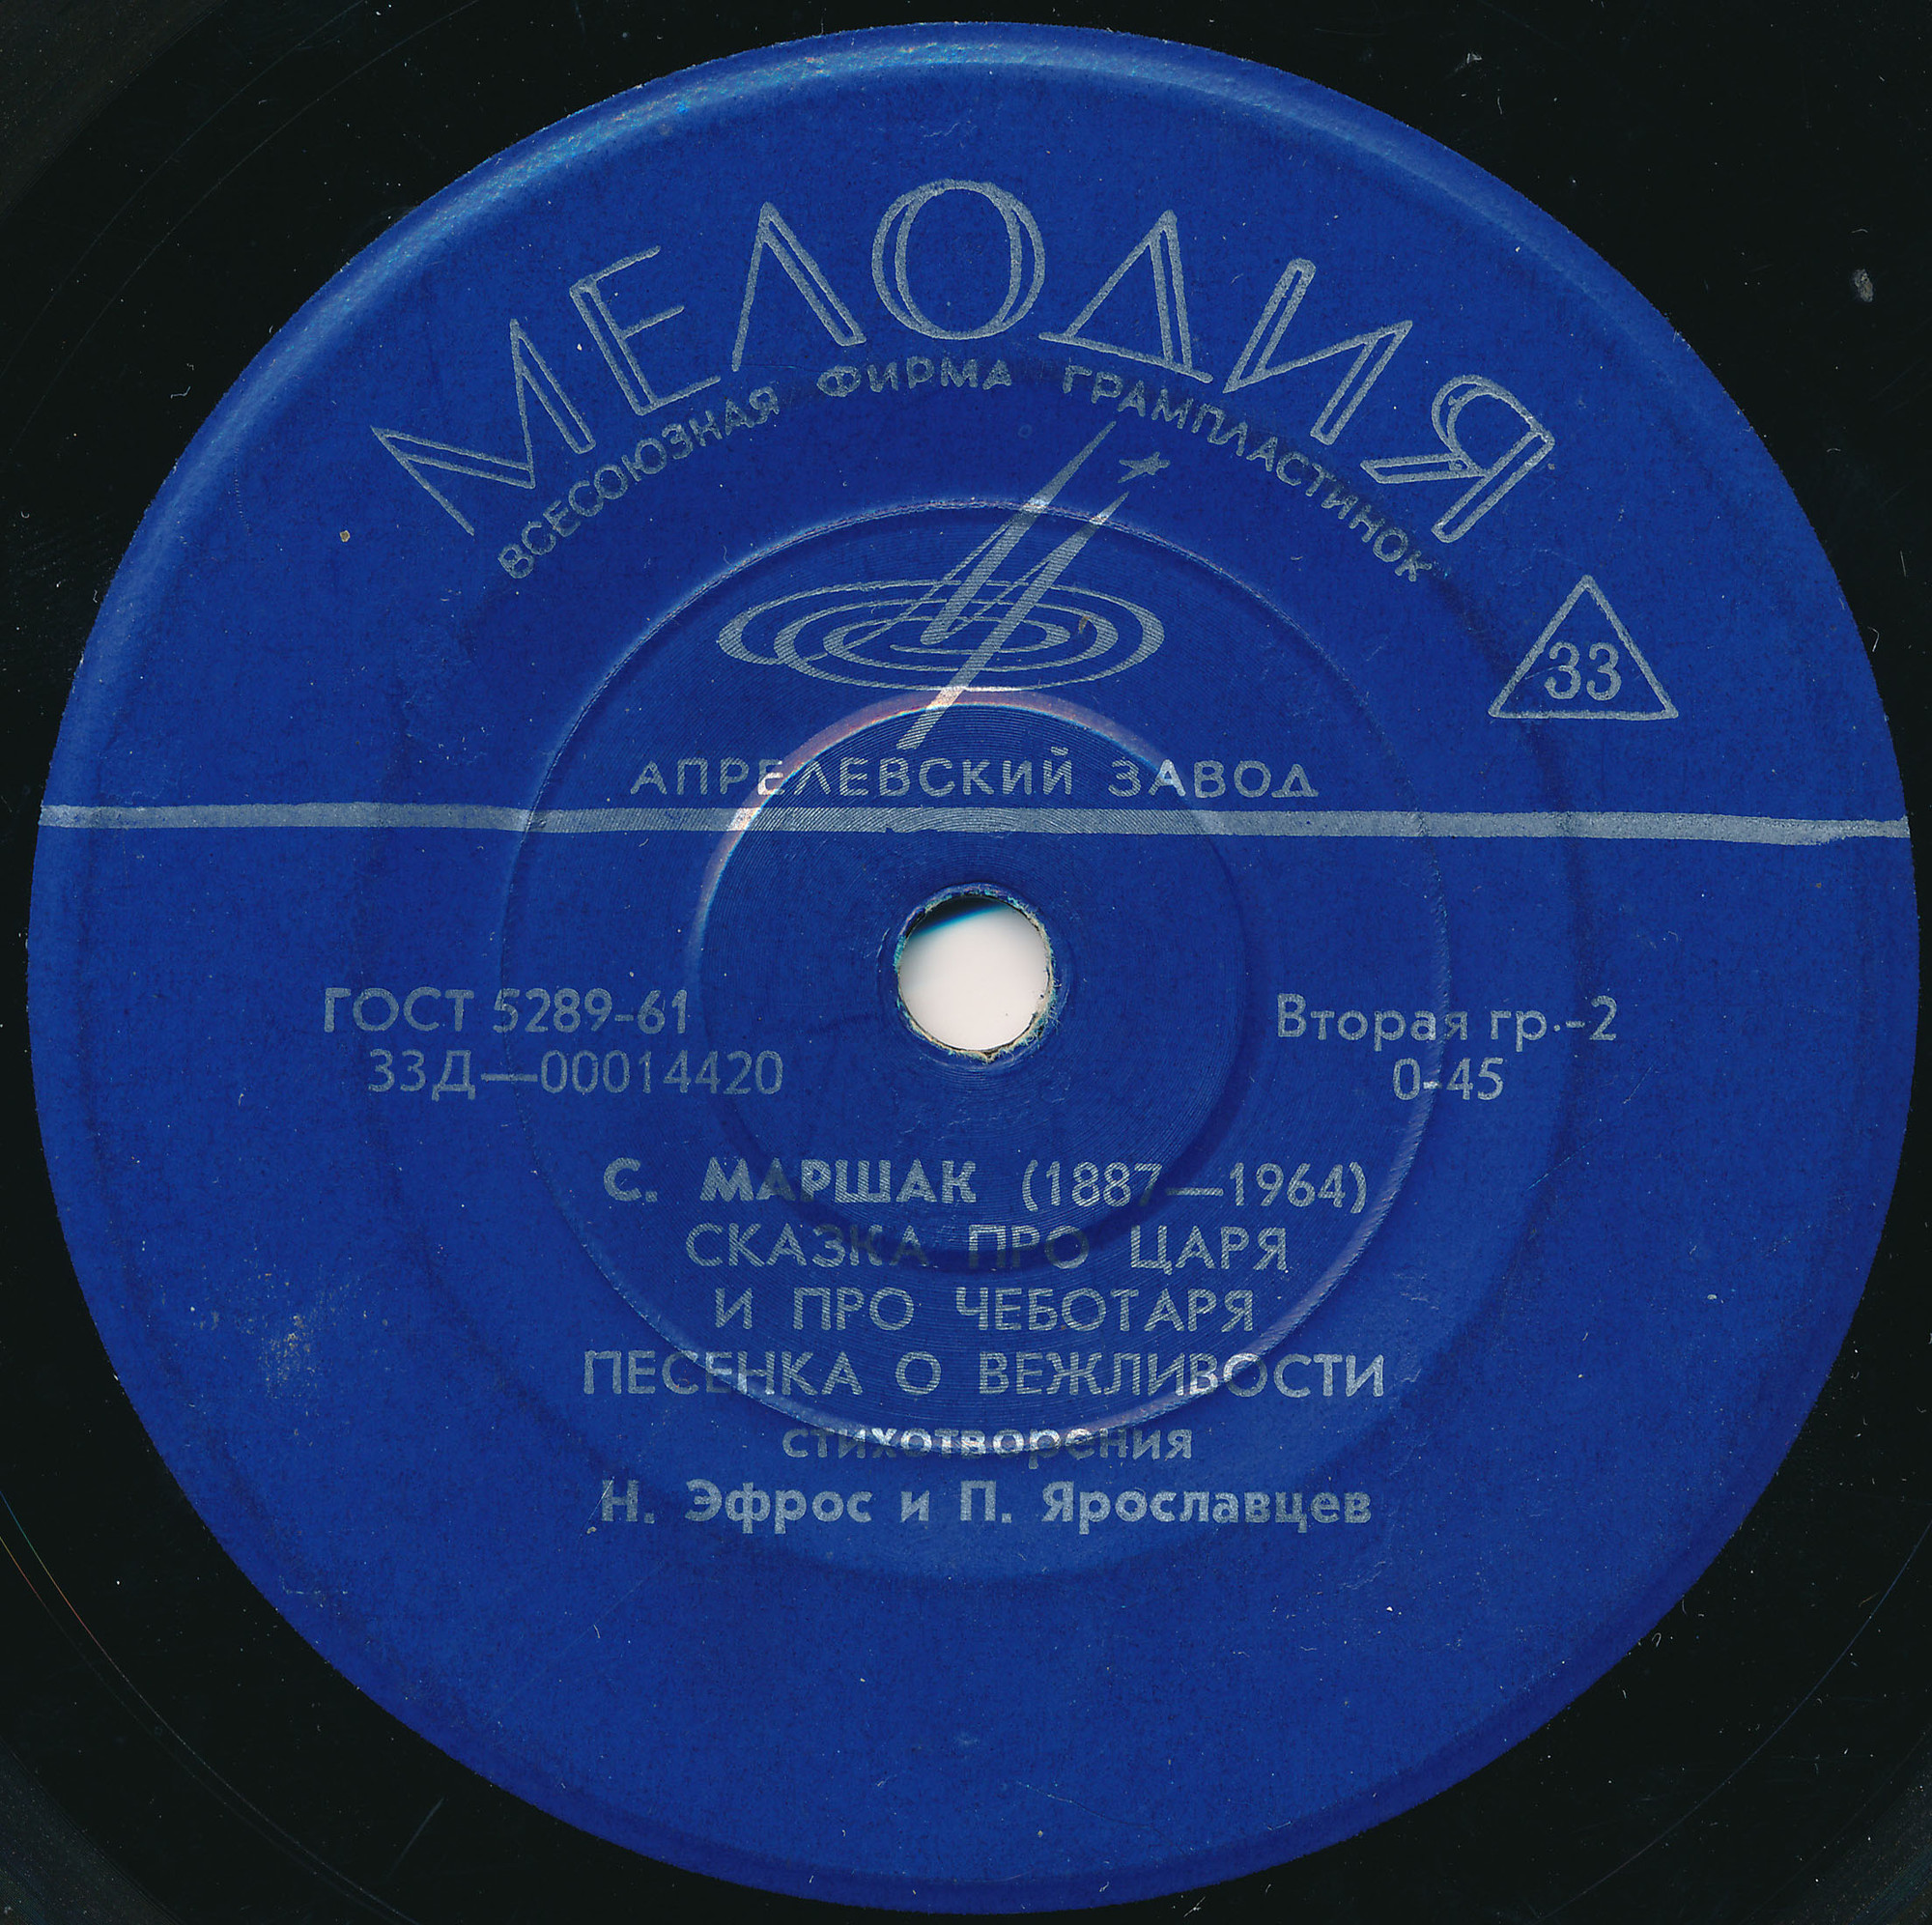 МЕЛОДИЯ
ВСЕСОЮЗНАЯ ФИРМА ГРАМПЛАСТИНОК
33
АПРЕЛЕВСКИЙ ЗАВОД
ГОСТ 5289-61
33Д—00014420
Вторая гр.-2
0-45
С. МАРШАК (1887—1964)
СКАЗКА ПРО ЦАРЯ
И ПРО ЧЕБОТАРЯ
ПЕСЕНКА О ВЕЖЛИВОСТИ
стихотворения
Н. Эфрос и П. Ярославцев